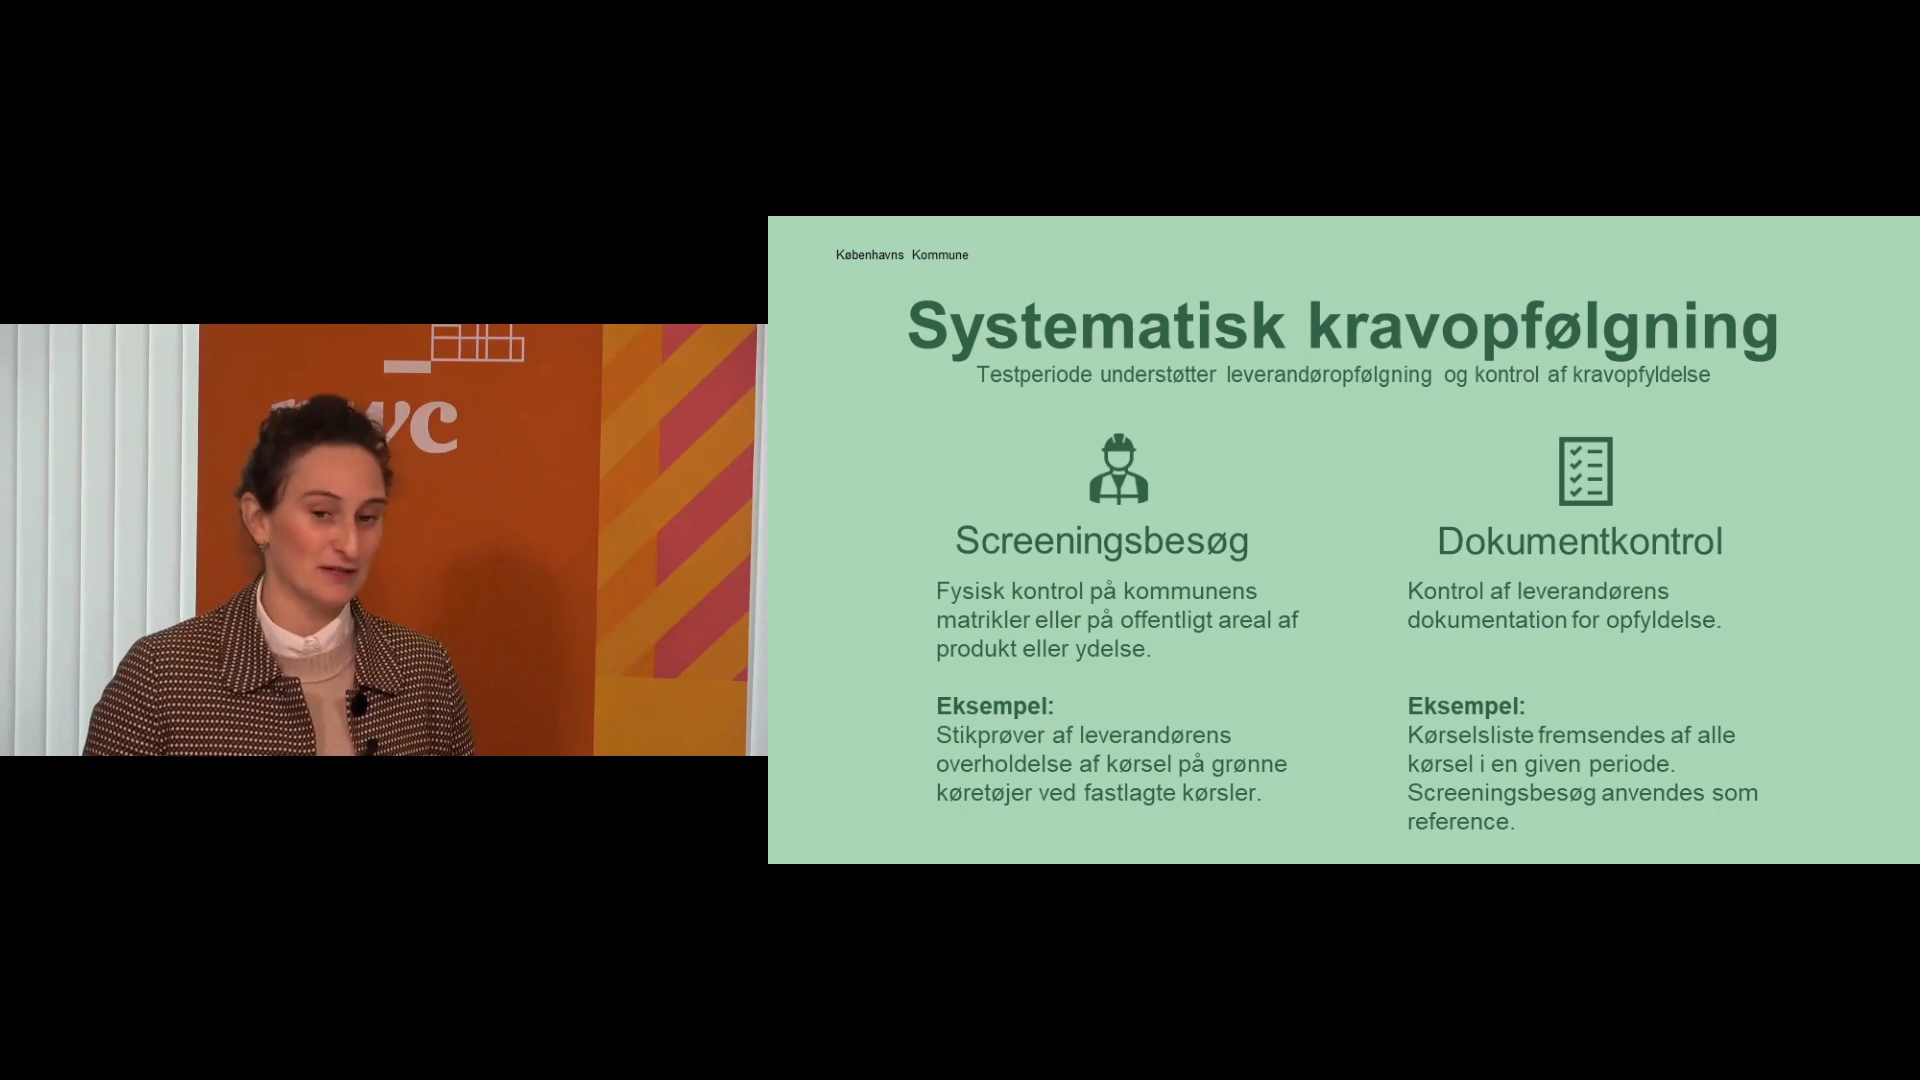 Københavns Kommune
Systematisk kravopfølgning
Testperiode understøtter leverandøropfølgning og kontrol af kravopfyldelse
Screeningsbesøg
Fysisk kontrol på kommunens
matrikler eller på offentligt areal af
produkt eller ydelse.
Eksempel:
Stikprøver af leverandørens
overholdelse af kørsel på grønne
køretøjer ved fastlagte kørsler.
Dokumentkontrol
Kontrol af leverandørens
dokumentation for opfyldelse.
Eksempel:
Kørselsliste fremsendes af alle
kørsel i en given periode.
Screeningsbesøg anvendes som
reference.